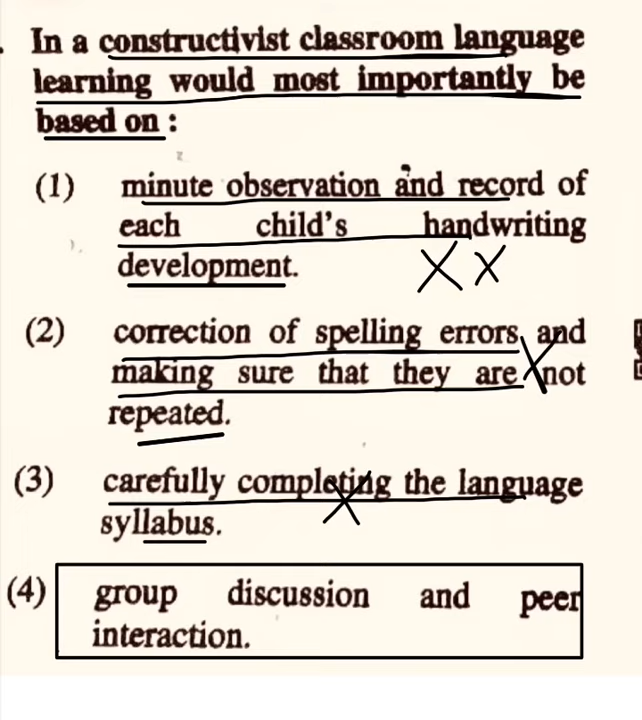 . In a constructivist classroom language
learning would most importantly be
based on :
(1) minute observation and record of
each child's handwriting
development.
(2) correction of spelling errors and
making sure that they are not
repeated.
(3) carefully completing the language
syllabus.
(4) group discussion and peer
interaction.